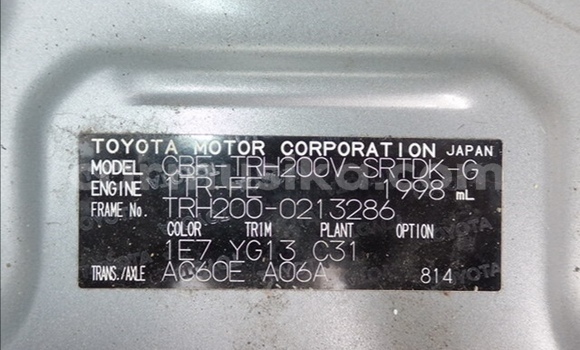 TOYOTA MOTOR CORPORATION JAPAN
MODEL CBF-TRH200V-SRTDK-G
ENGINE 1TR-FE 1998 mL
FRAME No. TRH200-0213286
COLOR TRIM PLANT OPTION
1E7 YG13 C31
TRANS./AXLE AC60E A06A 814